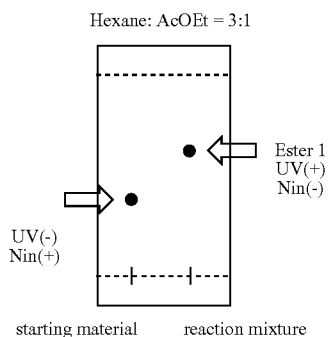 Hexane: AcOEt = 3:1
Ester 1
UV(+)
Nin(-)
UV(-)
Nin(+)
starting material
reaction mixture